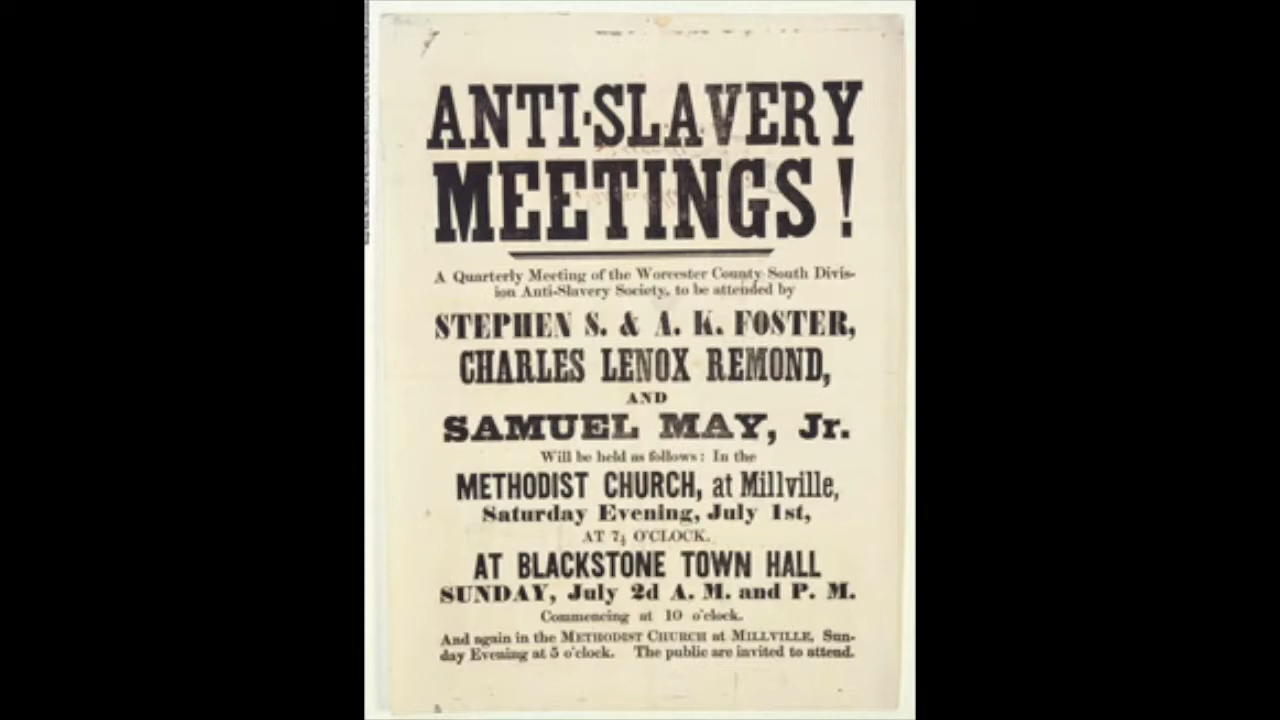 ANTI-SLAVERY
MEETINGS!
A Quarterly Meeting of the Worcester County South Divis-
ion Anti-Slavery Society, to be attended by
STEPHEN S. & A. K. FOSTER,
CHARLES LENOX REMOND,
AND
SAMUEL MAY, Jr.
Will be held as follows: In the
METHODIST CHURCH, at Millville,
Saturday Evening, July 1st,
AT 7½ O'CLOCK.
AT BLACKSTONE TOWN HALL
SUNDAY, July 2d A. M. and P. M.
Commencing at 10 o'clock.
And again in the METHODIST CHURCH at MILLVILLE, Sun-
day Evening at 5 o'clock. The public are invited to attend.